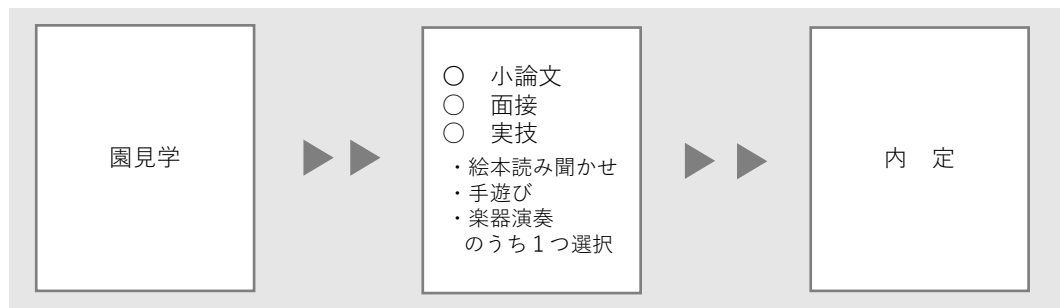 園見学
〇　小論文
〇　面接
〇　実技
・絵本読み聞かせ
・手遊び
・楽器演奏
のうち１つ選択
内　定